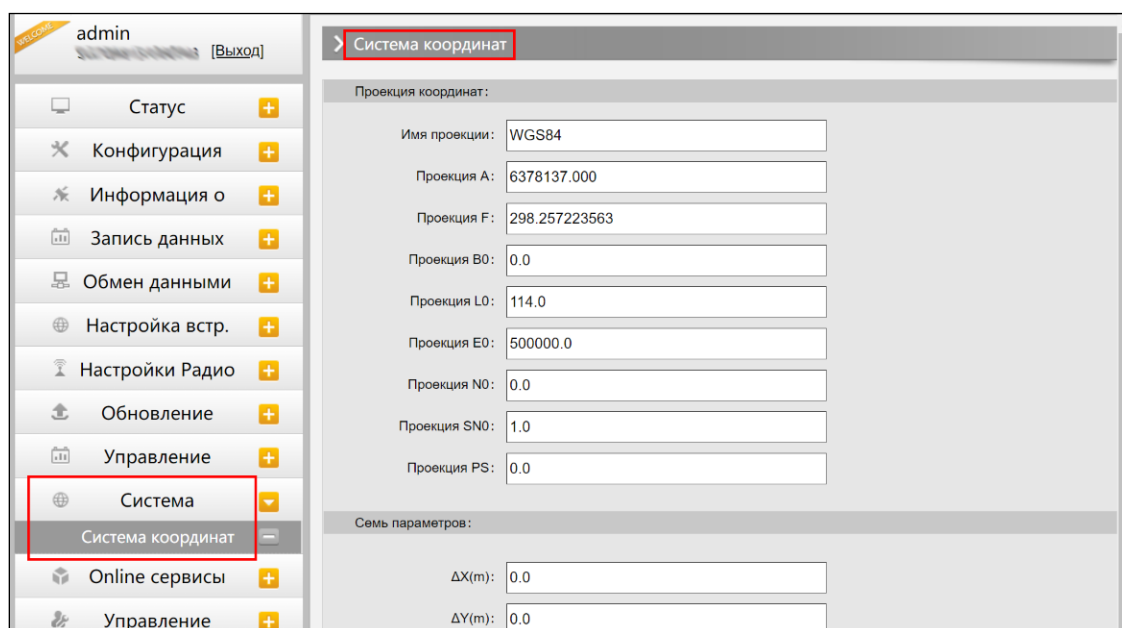 WELCOME
admin
[Выход]
Статус
Конфигурация
Информация о
Запись данных
Обмен данными
Настройка встр.
Настройки Радио
Обновление
Управление
Система
Система координат
Online сервисы
Управление
Система координат
Проекция координат:
Имя проекции: WGS84
Проекция A: 6378137.000
Проекция F: 298.257223563
Проекция B0: 0.0
Проекция L0: 114.0
Проекция E0: 500000.0
Проекция N0: 0.0
Проекция SN0: 1.0
Проекция PS: 0.0
Семь параметров:
ΔX(m): 0.0
ΔY(m): 0.0